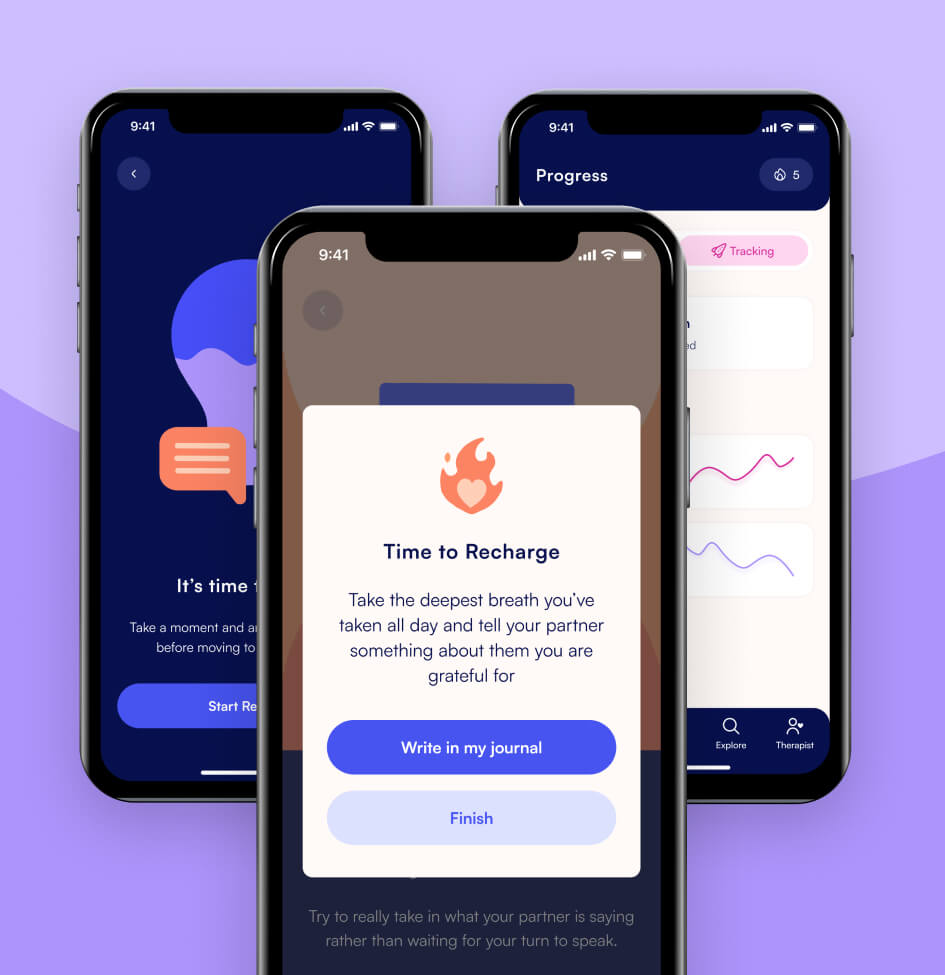 9:41
It's time
Take a moment and
before moving to
Start
9:41
Time to Recharge
Take the deepest breath you've
taken all day and tell your partner
something about them you are
grateful for
Write in my journal
Finish
Try to really take in what your partner is saying
rather than waiting for your turn to speak.
9:41
Progress
5
Tracking
Explore
Therapist